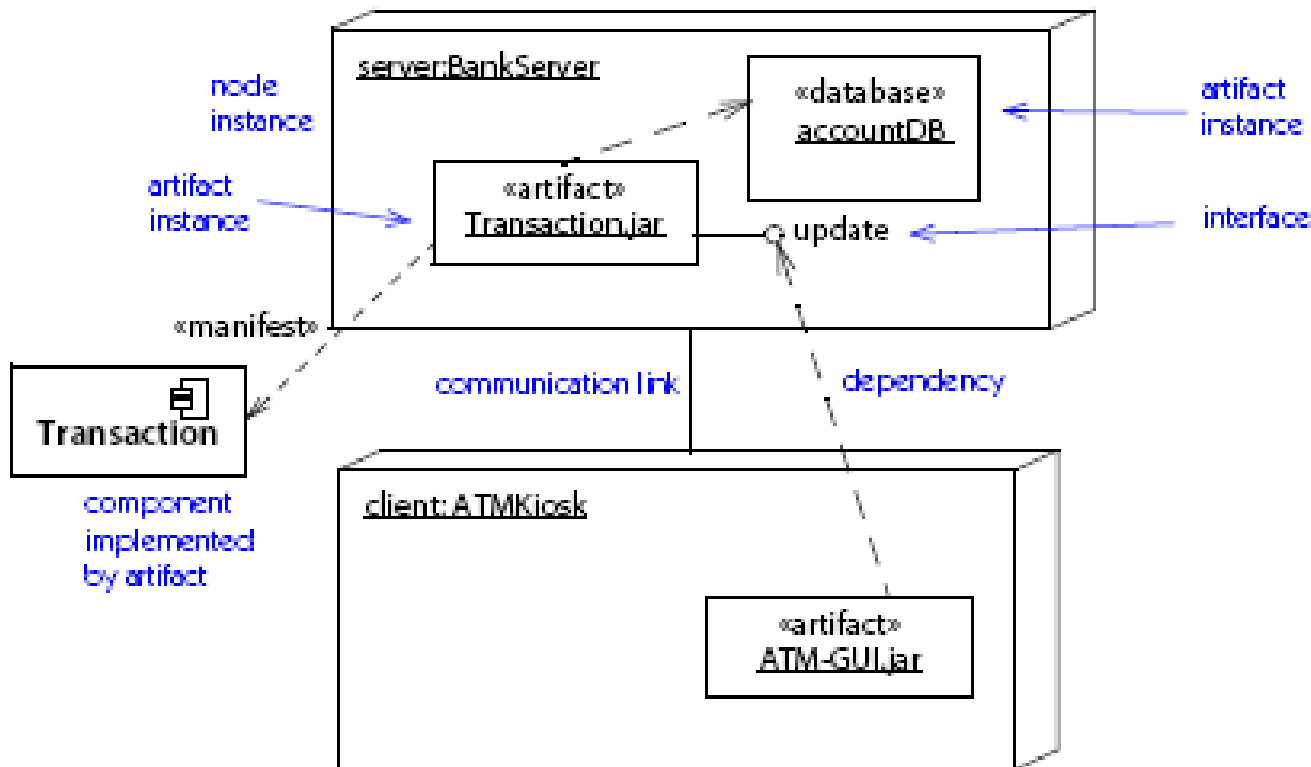 server:BankServer
node
instance
«database»
accountDB
artifact
instance
artifact
instance
«artifact»
Transaction.jar
update
interface
«manifest»
Transaction
communication link
dependency
component
implemented
by artifact
client:ATMKiosk
«artifact»
ATM-GUI.jar